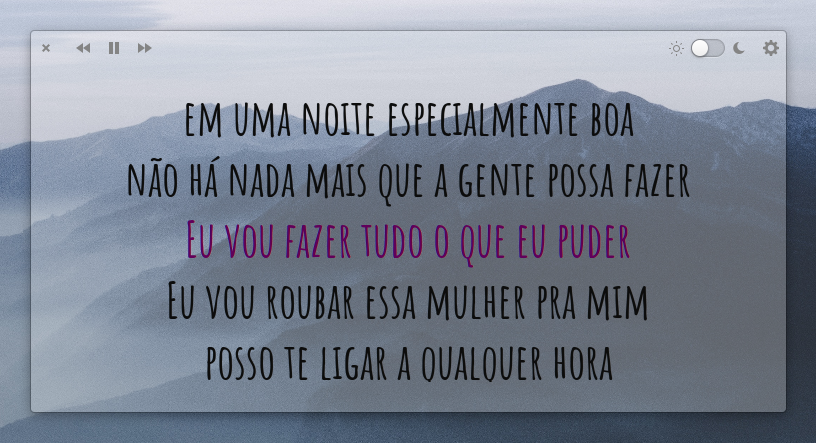 em uma noite especialmente boa
não há nada mais que a gente possa fazer
Eu vou fazer tudo o que eu puder
Eu vou roubar essa mulher pra mim
posso te ligar a qualquer hora